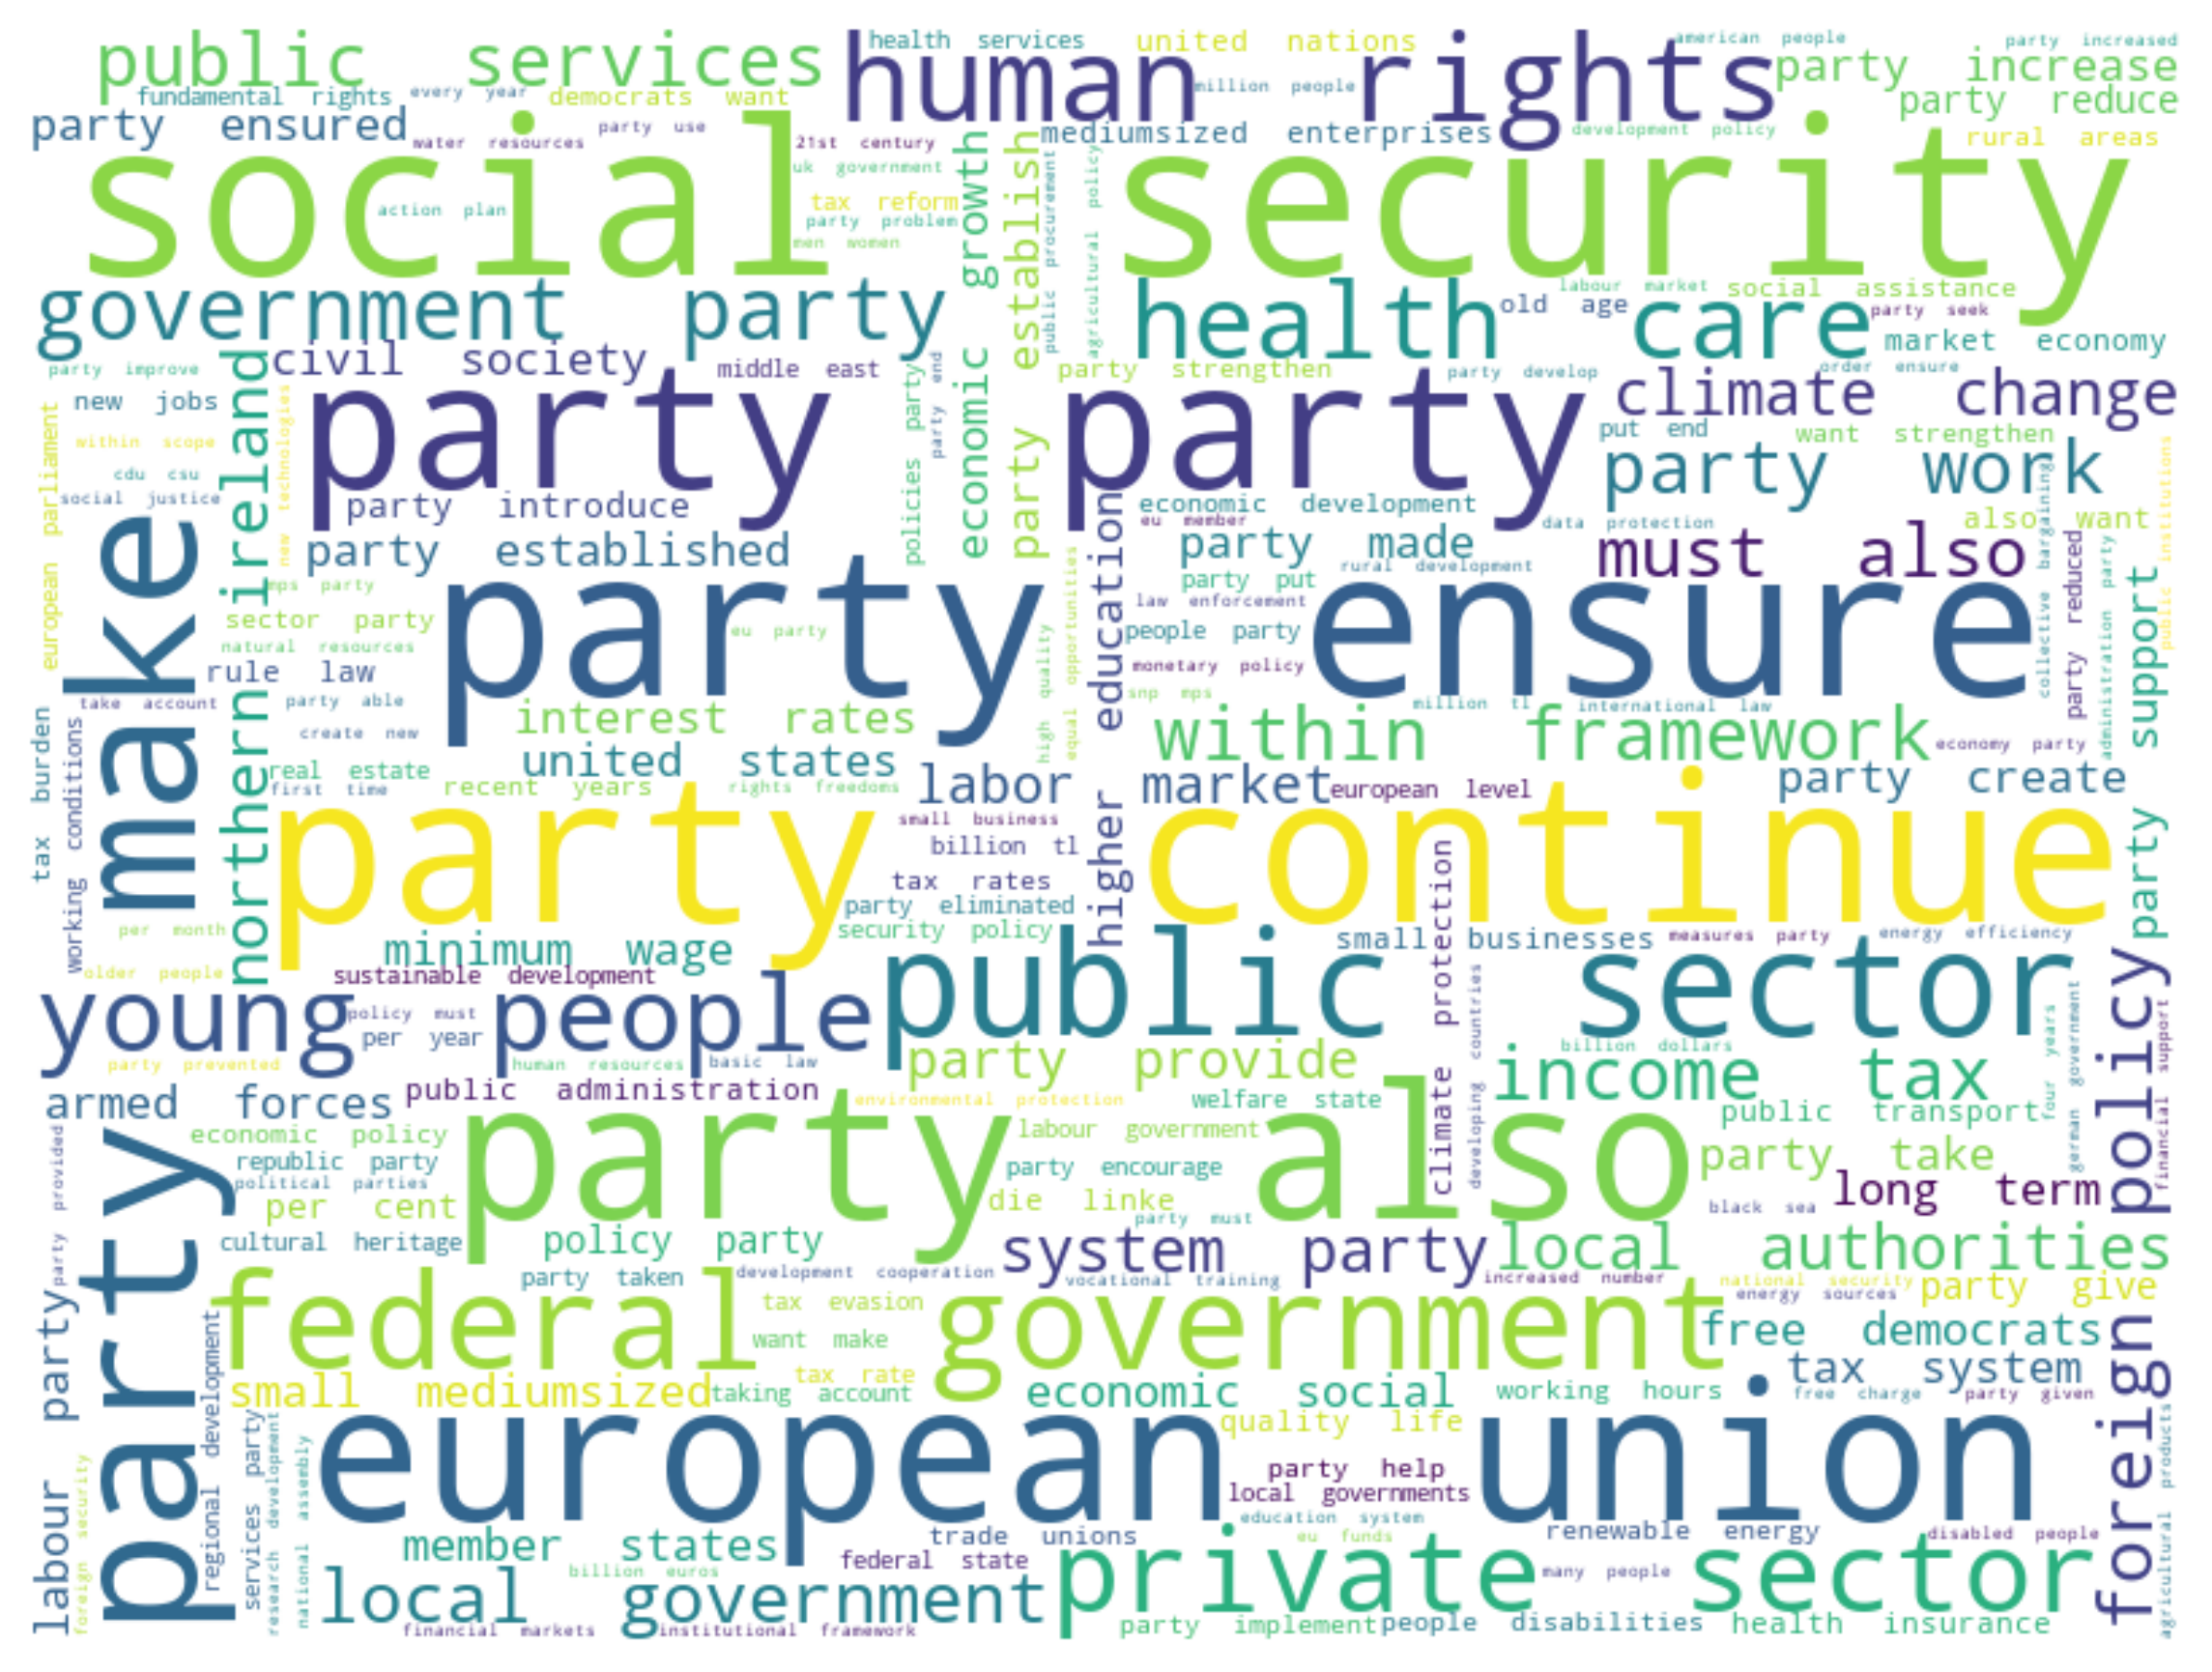 public services
human rights
health services
united nations
american people
party increased
party increase
million people
fundamental rights
every year
democrats want
party reduce
party ensured
water resources
party use
21st century
mediumsized enterprises
development policy
rural areas
social security
uk government
action plan
tax reform
party problem
men women
economic growth
party establish
public procurement
agricultural policy
government party
health care
labour market
social assistance
old age
party seek
market economy
civil society
middle east
party improve
party strengthen
party develop
order ensure
climate change
new jobs
northern ireland
new technologies
party make
policies party
party end
party party
put end
want strengthen
within scope
european parliament
cdu csu
social justice
party work
party introduce
economic development
eu member
data protection
also want
public institutions
collective bargaining
party established
party made
must also
rural development
mps party
party put
law enforcement
party ensure
higher education
equal opportunities
high quality
party reduced
administration party
party support
sector party
eu party
people party
natural resources
rule law
monetary policy
take account
party able
snp mps
million tl
international law
interest rates
within framework
create new
economy party
united states
tax burden
working conditions
real estate
first time
recent years
rights freedoms
labor market
european level
party create
party continue
small business
billion tl
tax rates
party eliminated
climate protection
per month
minimum wage
security policy
small businesses
measures party
energy efficiency
older people
sustainable development
public sector
young people
policy must
per year
developing countries
four years
german government
financial support
foreign policy
party prevented
human resources
basic law
party provide
billion dollars
income tax
armed forces
public administration
environmental protection
welfare state
public transport
party provided
economic policy
party also
labour government
party take
republic party
party encourage
political parties
per cent
die linke
long term
black sea
party must
cultural heritage
policy party
system party
local authorities
party taken
development cooperation
vocational training
increased number
national security
energy sources
party give
federal government
tax evasion
want make
free democrats
labour party
regional development
tax rate
tax system
small mediumsized
taking account
economic social
working hours
free charge
party given
services party
research development
national assembly
foreign security
european union
quality life
party help
local governments
agricultural products
education system
member states
trade unions
eu funds
renewable energy
disabled people
federal state
billion euros
private sector
many people
local government
financial markets
institutional framework
party implement
people disabilities
health insurance